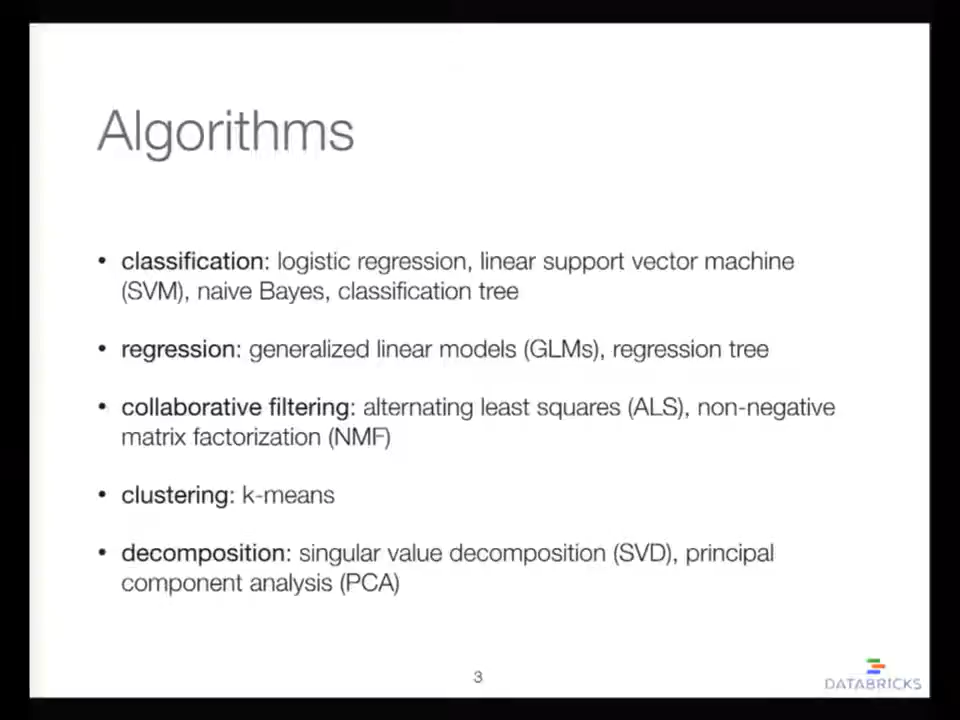 Algorithms
• classification: logistic regression, linear support vector machine
(SVM), naive Bayes, classification tree
• regression: generalized linear models (GLMs), regression tree
• collaborative filtering: alternating least squares (ALS), non-negative
matrix factorization (NMF)
• clustering: k-means
• decomposition: singular value decomposition (SVD), principal
component analysis (PCA)
3
DATABRICKS